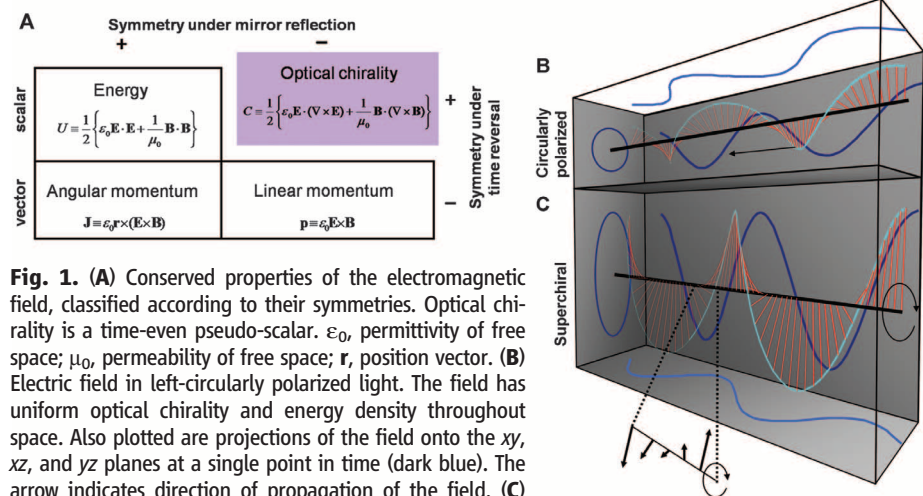 A
Symmetry under mirror reflection
+
−
scalar
Energy
U ≡ 1/2 {ε₀E·E + 1/μ₀ B·B}
Optical chirality
C ≡ 1/2 {ε₀E·(∇×E) + 1/μ₀ B·(∇×B)}
+
vector
Angular momentum
J≡ε₀r×(E×B)
Linear momentum
p≡ε₀E×B
−
Symmetry under
time reversal
B
Circularly
polarized
C
Superchiral
Fig. 1. (A) Conserved properties of the electromagnetic
field, classified according to their symmetries. Optical chi-
rality is a time-even pseudo-scalar. ε₀, permittivity of free
space; μ₀, permeability of free space; r, position vector. (B)
Electric field in left-circularly polarized light. The field has
uniform optical chirality and energy density throughout
space. Also plotted are projections of the field onto the xy,
xz, and yz planes at a single point in time (dark blue). The
arrow indicates direction of propagation of the field. (C)